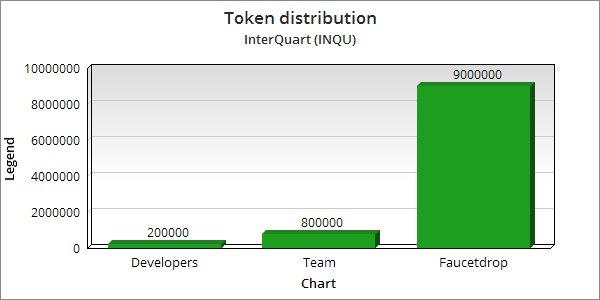 Token distribution
InterQuart (INQU)
Legend
10000000
8000000
6000000
4000000
2000000
0
200000
800000
9000000
Developers
Team
Faucetdrop
Chart